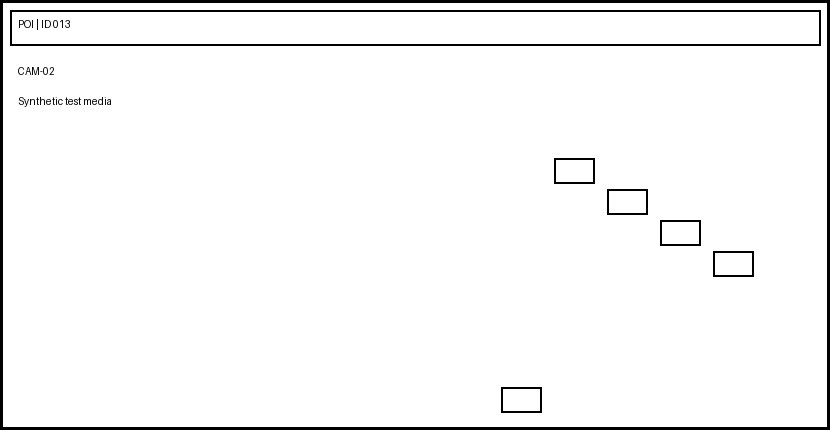 POI | ID 013
CAM-02
Synthetic test media